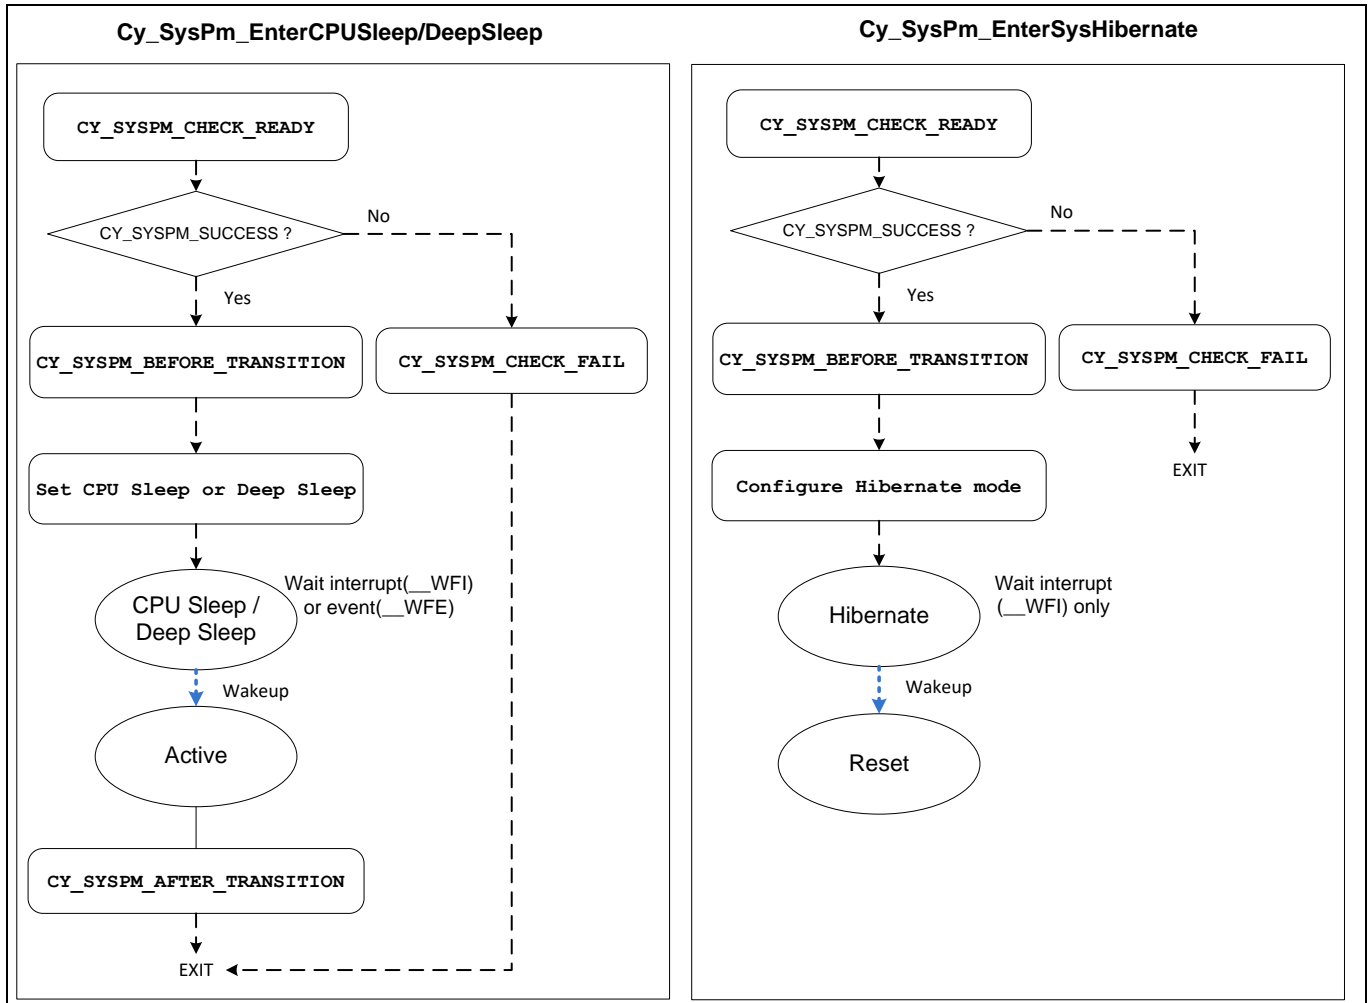 Cy_SysPm_EnterCPUSleep/DeepSleep
CY_SYSPM_CHECK_READY
CY_SYSPM_SUCCESS ?
No
Yes
CY_SYSPM_BEFORE_TRANSITION
CY_SYSPM_CHECK_FAIL
Set CPU Sleep or Deep Sleep
CPU Sleep /
Deep Sleep
Wait interrupt(__WFI)
or event(__WFE)
Wakeup
Active
CY_SYSPM_AFTER_TRANSITION
EXIT
Cy_SysPm_EnterSysHibernate
CY_SYSPM_CHECK_READY
CY_SYSPM_SUCCESS ?
No
Yes
CY_SYSPM_BEFORE_TRANSITION
CY_SYSPM_CHECK_FAIL
EXIT
Configure Hibernate mode
Hibernate
Wait interrupt
(__WFI) only
Wakeup
Reset